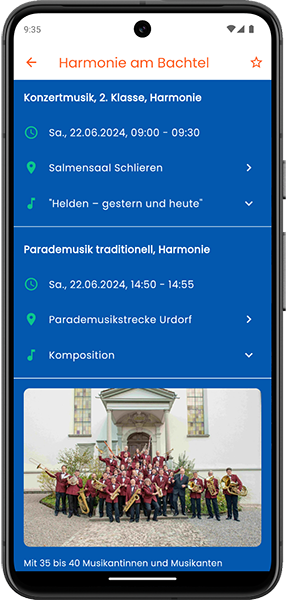 9:35
Harmonie am Bachtel
Konzertmusik, 2. Klasse, Harmonie
Sa., 22.06.2024, 09:00 - 09:30
Salmensaal Schlieren
"Helden – gestern und heute"
Parademusik traditionell, Harmonie
Sa., 22.06.2024, 14:50 - 14:55
Parademusikstrecke Urdorf
Komposition
Mit 35 bis 40 Musikantinnen und Musikanten